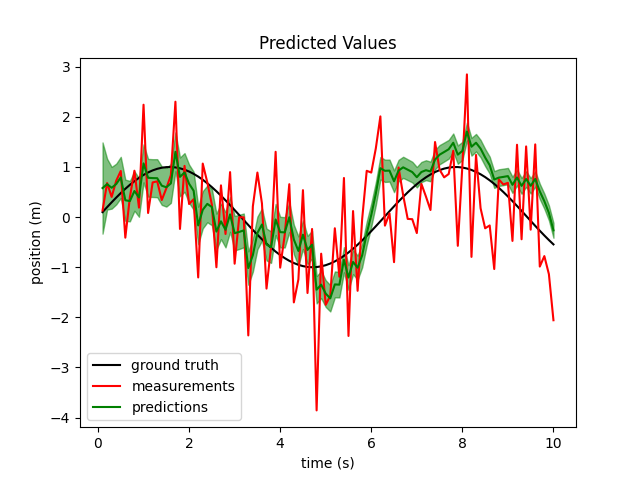 Predicted Values
3
2
1
0
−1
−2
−3
−4
position (m)
ground truth
measurements
predictions
0
2
4
6
8
10
time (s)